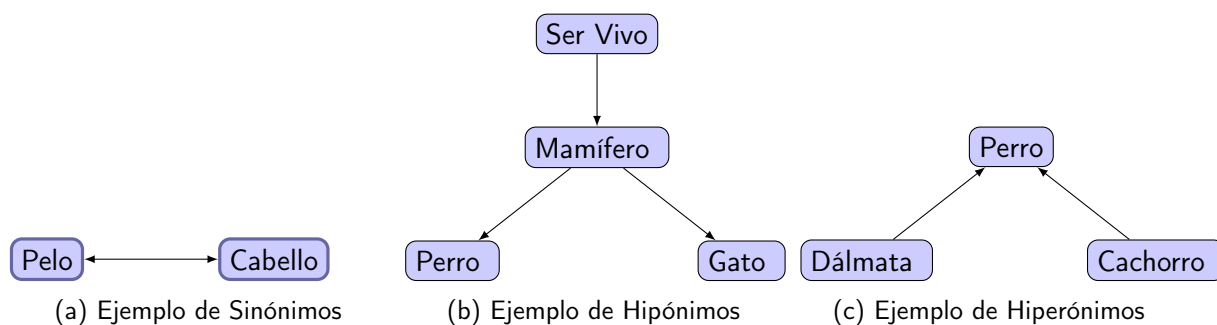 Ser Vivo
Mamífero
Perro
Gato
Perro
Dálmata
Cachorro
Pelo
Cabello
(a) Ejemplo de Sinónimos
(b) Ejemplo de Hipónimos
(c) Ejemplo de Hiperónimos